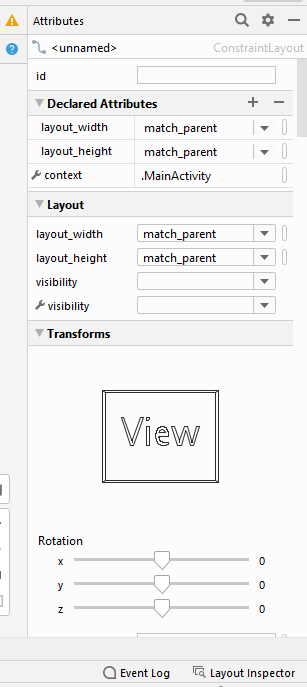 Attributes
<unnamed> ConstraintLayout
id
Declared Attributes
layout_width match_parent
layout_height match_parent
context .MainActivity
Layout
layout_width match_parent
layout_height match_parent
visibility
visibility
Transforms
View
Rotation
x 0
y 0
z 0
Event Log Layout Inspector